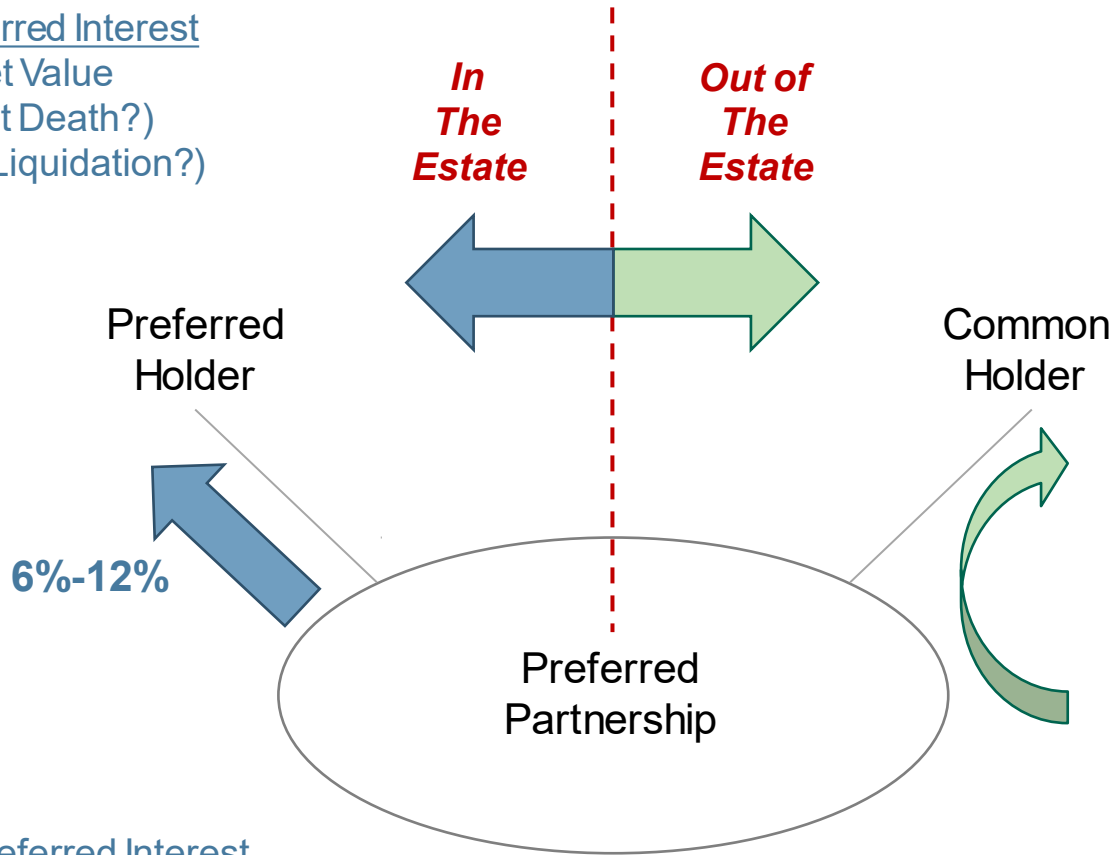 Interest
Value
Death?)
Liquidation?)
In
The
Estate
Out of
The
Estate
Preferred
Holder
Common
Holder
6%-12%
Preferred
Partnership
Interest